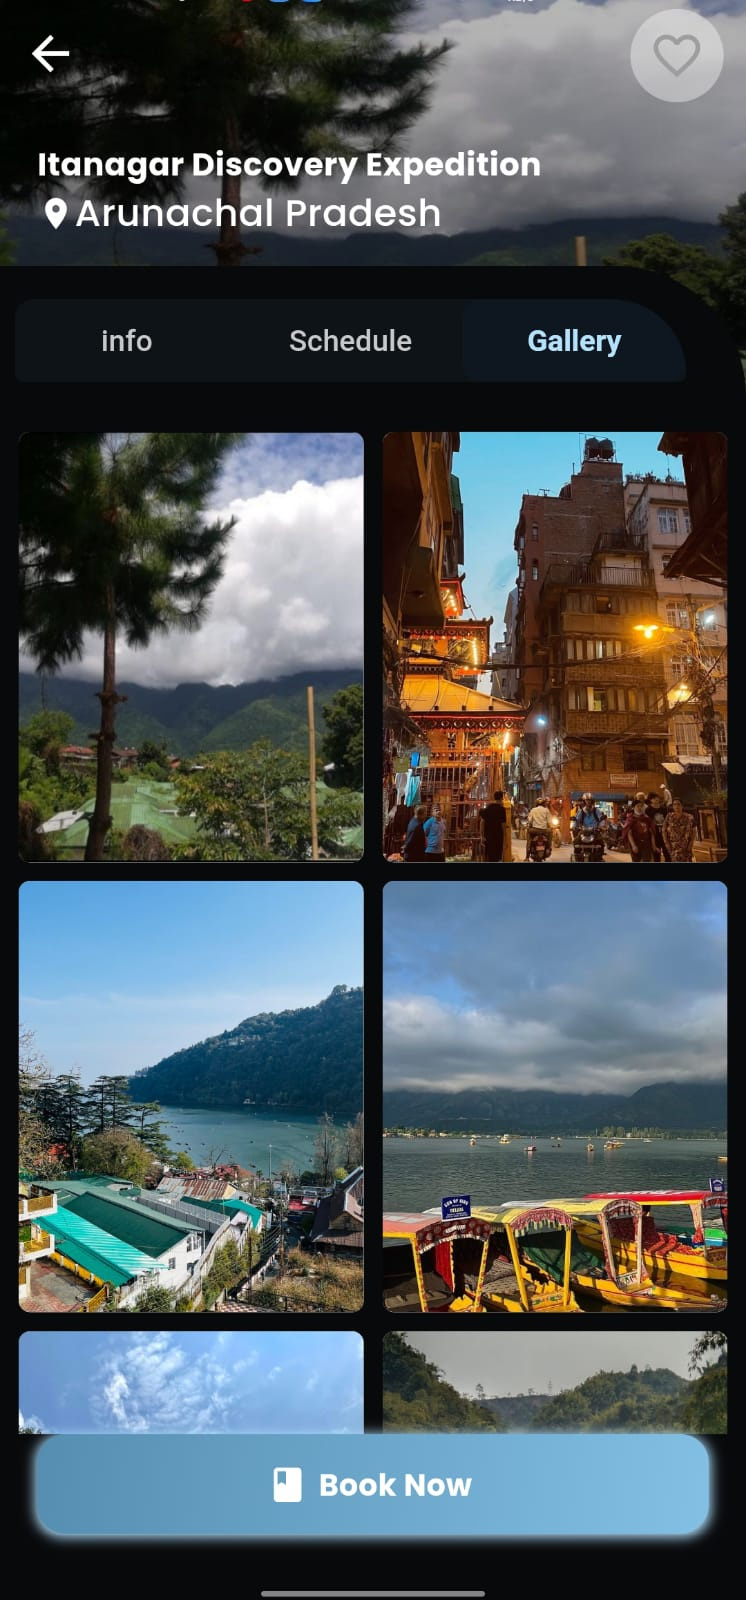 Itanagar Discovery Expedition
Arunachal Pradesh
info
Schedule
Gallery
Book Now